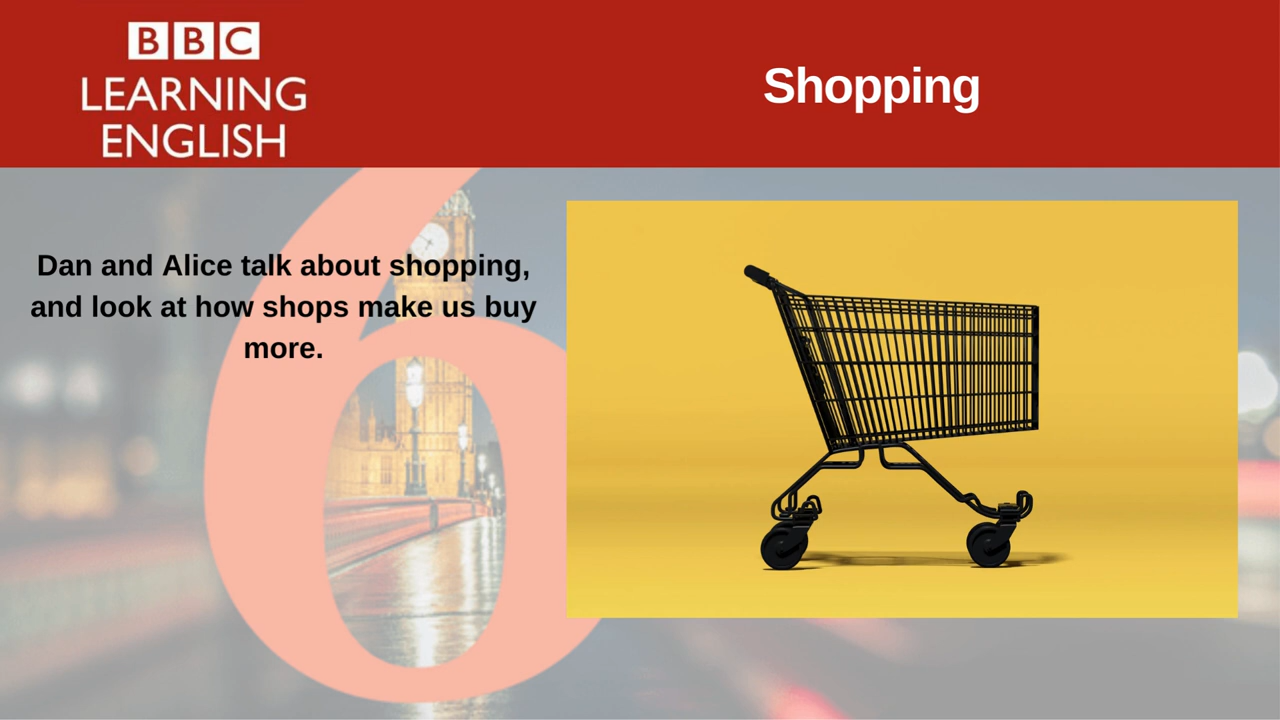 BBC
LEARNING
ENGLISH
Shopping
Dan and Alice talk about shopping,
and look at how shops make us buy
more.
6